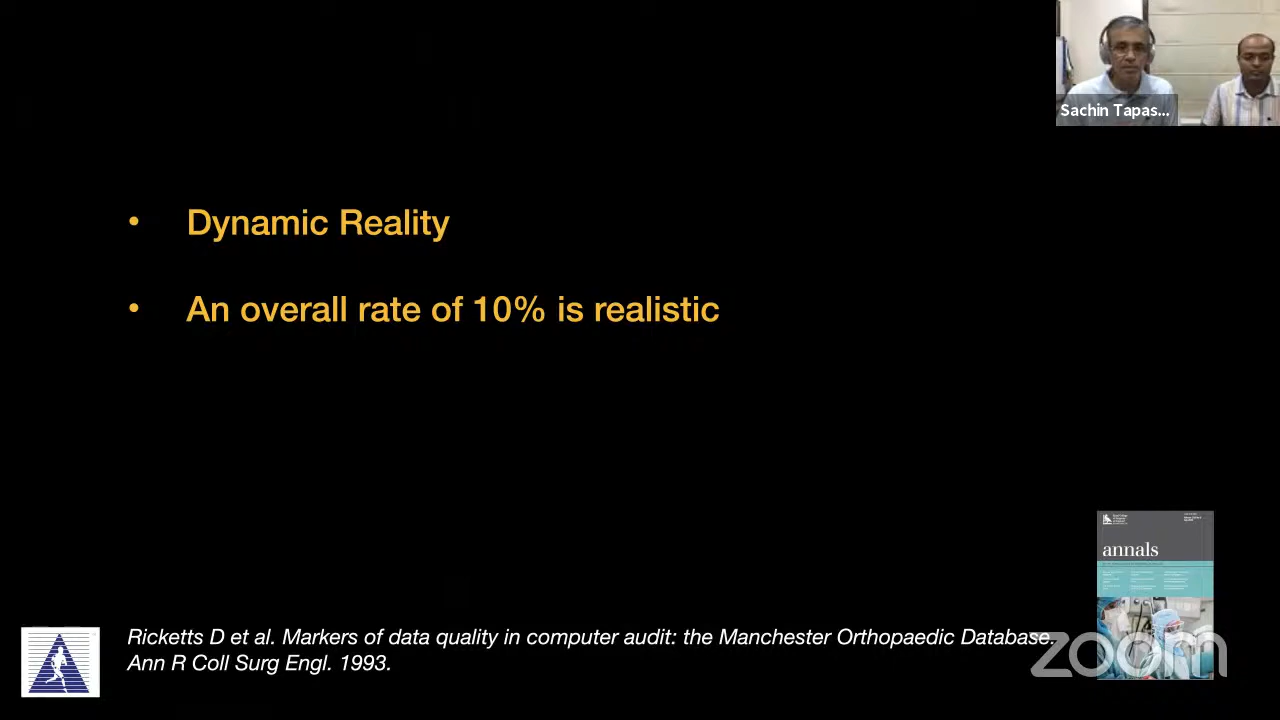 Sachin Tapas...
• Dynamic Reality
• An overall rate of 10% is realistic
annals
Ricketts D et al. Markers of data quality in computer audit: the Manchester Orthopaedic Database.
Ann R Coll Surg Engl. 1993.
zoom